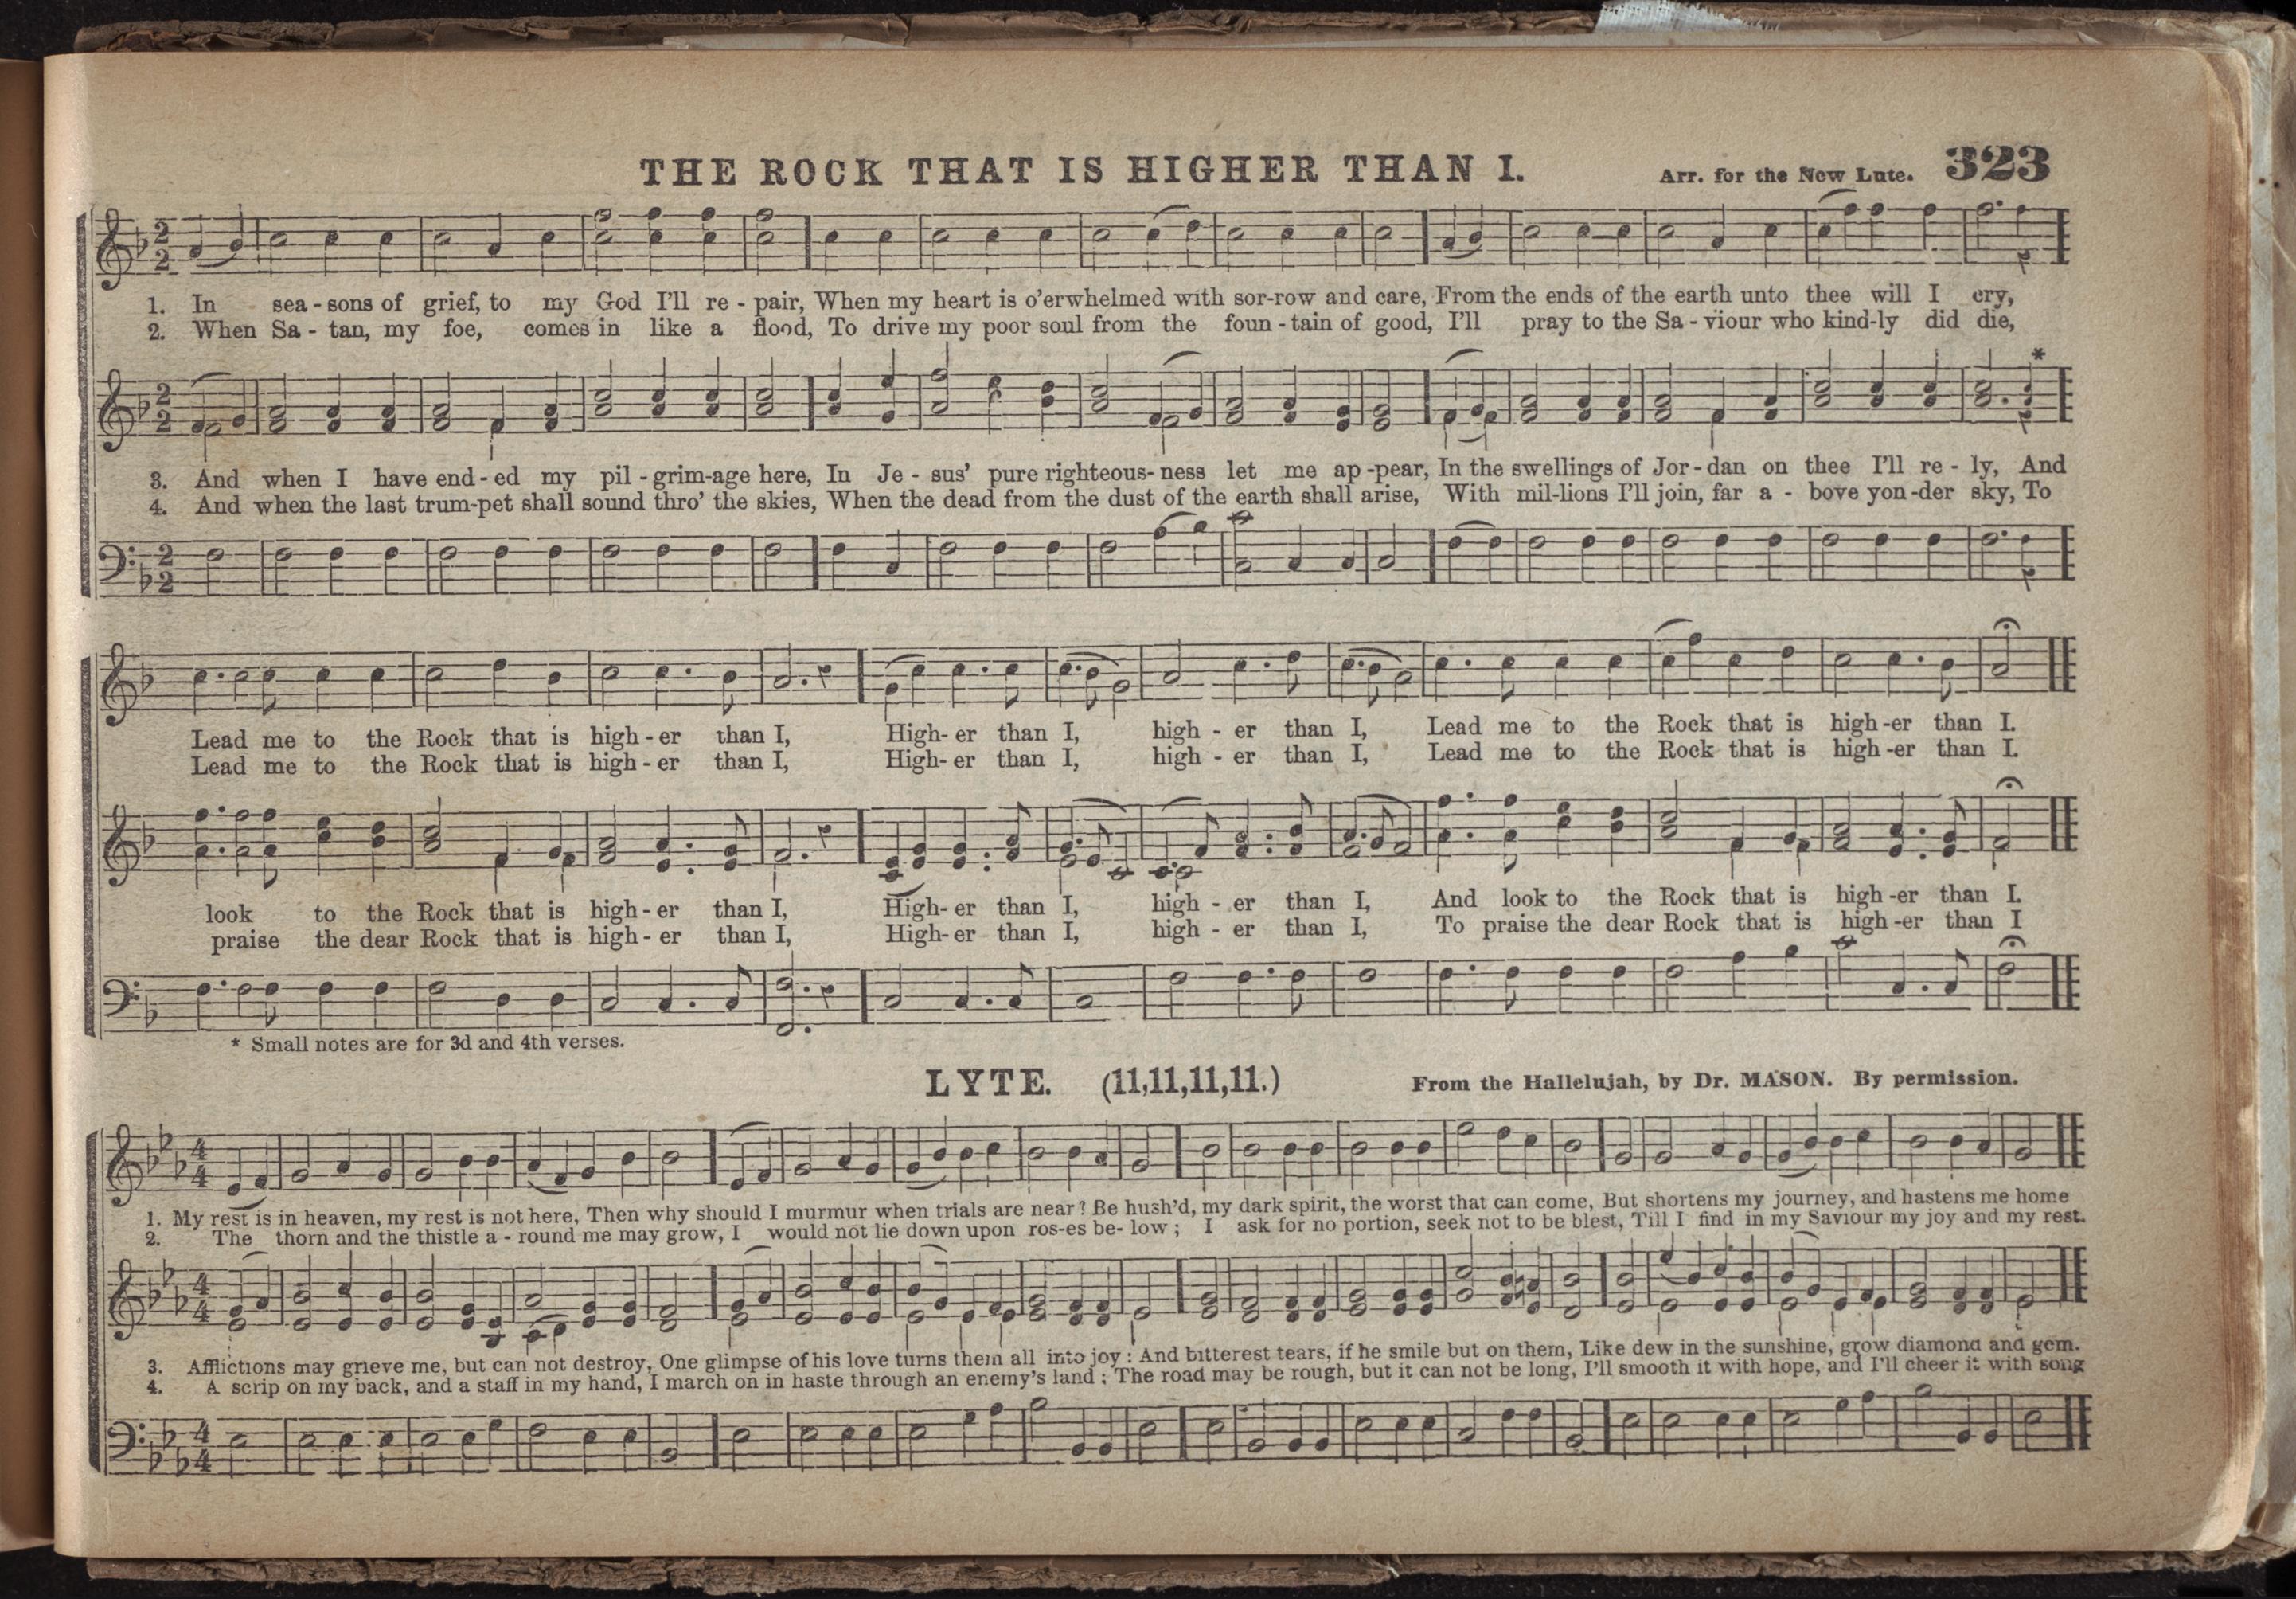 THE ROCK THAT IS HIGHER THAN I. Arr. for the New Lute. 323
1. In sea-sons of grief, to my God I'll re-pair, When my heart is o'erwhelmed with sor-row and care, From the ends of the earth unto thee will I cry,
2. When Sa-tan, my foe, comes in like a flood, To drive my poor soul from the foun-tain of good, I'll pray to the Sa-viour who kind-ly did die,
*
3. And when I have end-ed my pil-grim-age here, In Je-sus' pure righteous-ness let me ap-pear, In the swellings of Jor-dan on thee I'll re-ly, And
4. And when the last trum-pet shall sound thro' the skies, When the dead from the dust of the earth shall arise, With mil-lions I'll join, far a-bove yon-der sky, To
Lead me to the Rock that is high-er than I, High-er than I, high-er than I, Lead me to the Rock that is high-er than I.
Lead me to the Rock that is high-er than I, High-er than I, high-er than I, Lead me to the Rock that is high-er than I.
look to the Rock that is high-er than I, High-er than I, high-er than I, And look to the Rock that is high-er than I.
praise the dear Rock that is high-er than I, High-er than I, high-er than I, To praise the dear Rock that is high-er than I
* Small notes are for 3d and 4th verses.
LYTE. (11,11,11,11.) From the Hallelujah, by Dr. MASON. By permission.
1. My rest is in heaven, my rest is not here, Then why should I murmur when trials are near? Be hush'd, my dark spirit, the worst that can come, But shortens my journey, and hastens me home
2. The thorn and the thistle a-round me may grow, I would not lie down upon ros-es be-low; I ask for no portion, seek not to be blest, Till I find in my Saviour my joy and my rest.
3. Afflictions may grieve me, but can not destroy, One glimpse of his love turns them all into joy: And bitterest tears, if he smile but on them, Like dew in the sunshine, grow diamond and gem.
4. A scrip on my back, and a staff in my hand, I march on in haste through an enemy's land; The road may be rough, but it can not be long, I'll smooth it with hope, and I'll cheer it with song